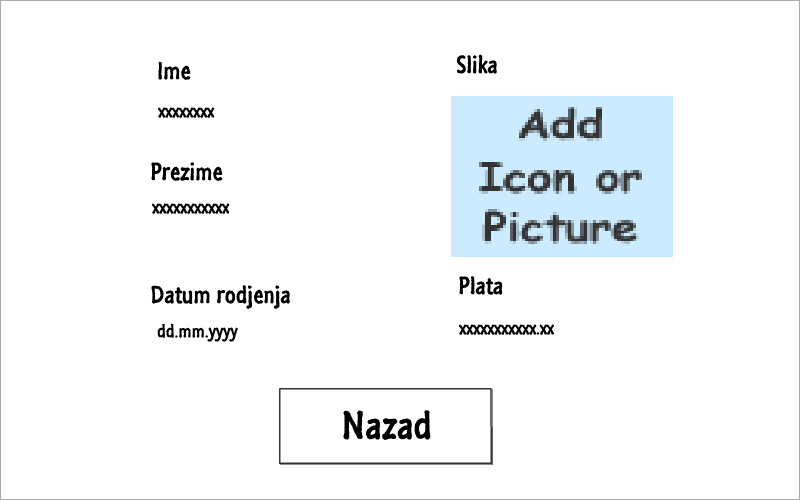 Ime
xxxxxxxx
Prezime
xxxxxxxxxxx
Datum rodjenja
dd.mm.yyyy
Slika
Add
Icon or
Picture
Plata
xxxxxxxxxxx.xx
Nazad